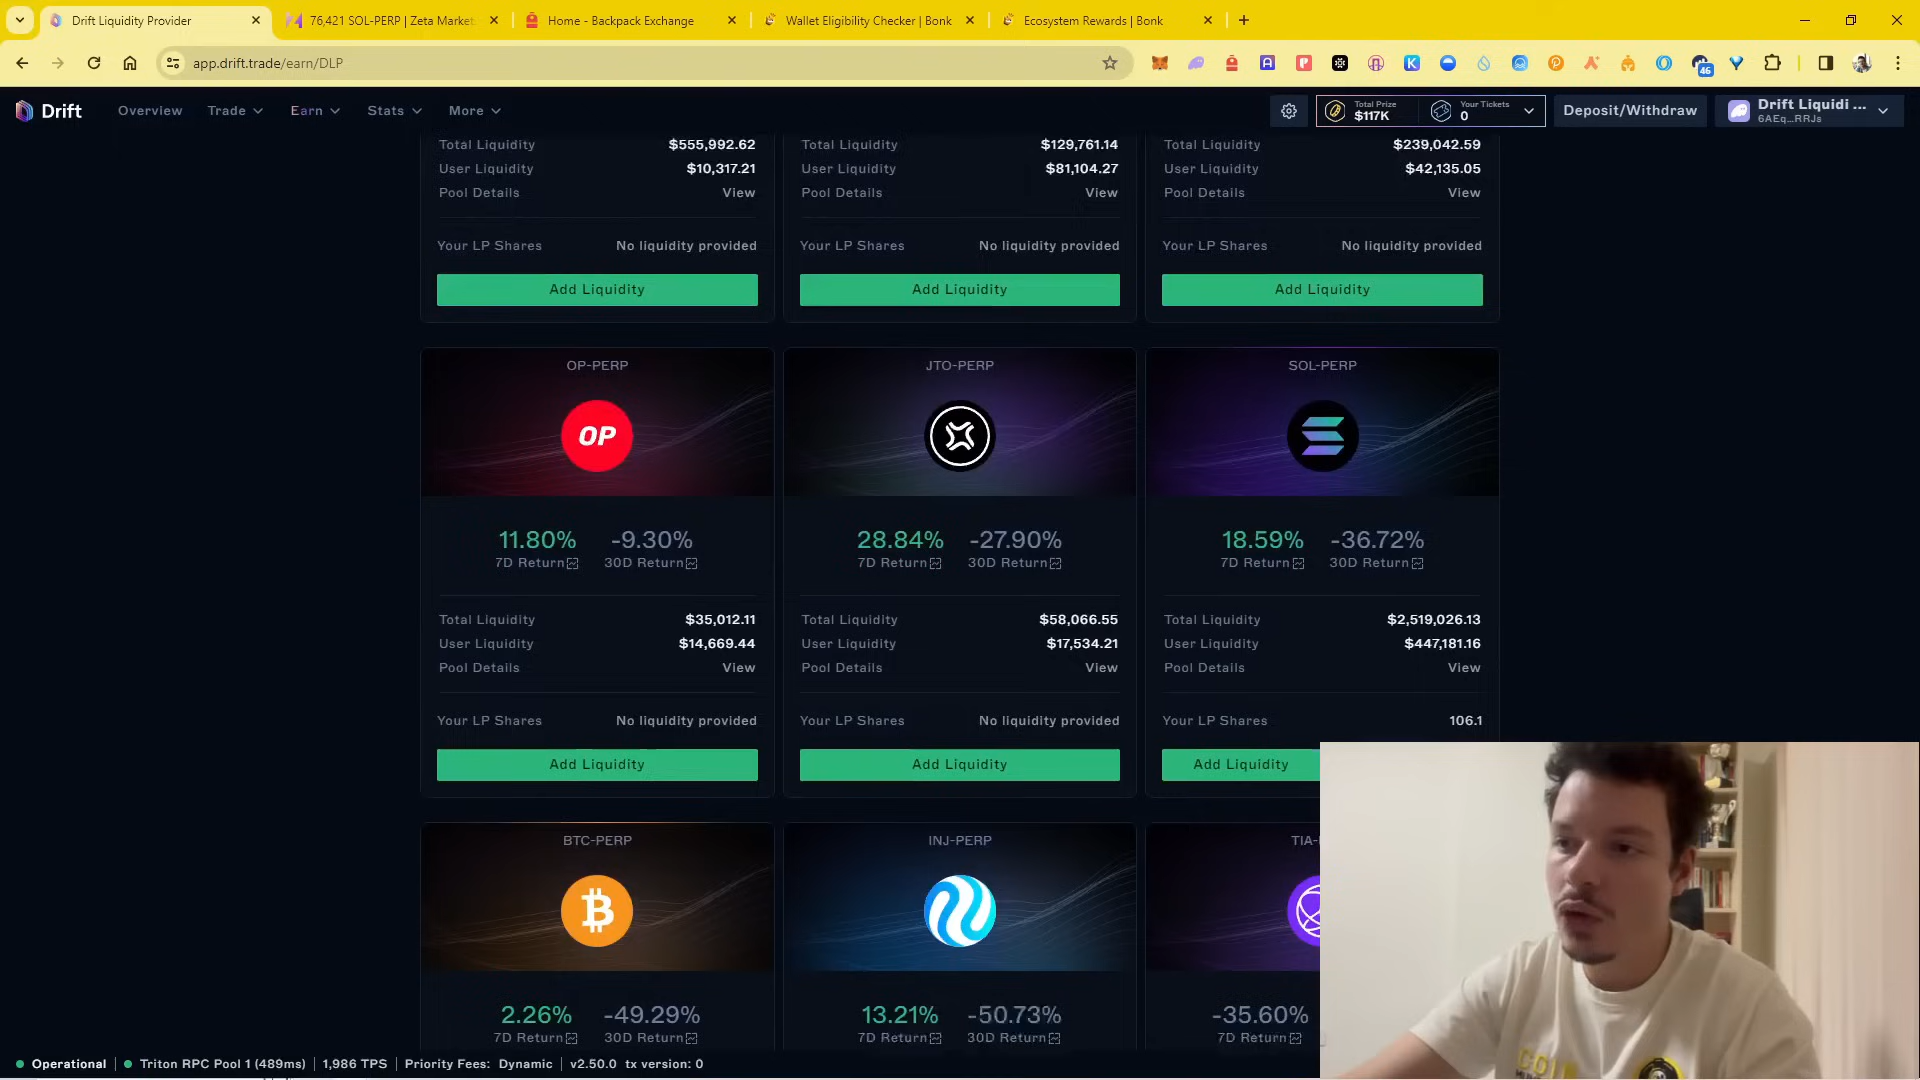 Drift Liquidity Provider
76,421 SOL-PERP | Zeta Market
Home - Backpack Exchange
Wallet Eligibility Checker | Bonk
Ecosystem Rewards | Bonk
app.drift.trade/earn/DLP
46
Drift
Overview
Trade
Earn
Stats
More
Total Prize
$117K
Your Tickets
0
Deposit/Withdraw
Drift Liquidi ...
6AEq...RRJs
Total Liquidity $555,992.62
User Liquidity $10,317.21
Pool Details View
Your LP Shares No liquidity provided
Add Liquidity
Total Liquidity $129,761.14
User Liquidity $81,104.27
Pool Details View
Your LP Shares No liquidity provided
Add Liquidity
Total Liquidity $239,042.59
User Liquidity $42,135.05
Pool Details View
Your LP Shares No liquidity provided
Add Liquidity
OP-PERP
OP
11.80% -9.30%
7D Return 30D Return
Total Liquidity $35,012.11
User Liquidity $14,669.44
Pool Details View
Your LP Shares No liquidity provided
Add Liquidity
JTO-PERP
28.84% -27.90%
7D Return 30D Return
Total Liquidity $58,066.55
User Liquidity $17,534.21
Pool Details View
Your LP Shares No liquidity provided
Add Liquidity
SOL-PERP
18.59% -36.72%
7D Return 30D Return
Total Liquidity $2,519,026.13
User Liquidity $447,181.16
Pool Details View
Your LP Shares 106.1
Add Liquidity
BTC-PERP
2.26% -49.29%
7D Return 30D Return
INJ-PERP
13.21% -50.73%
7D Return 30D Return
TIA-
-35.60%
7D Return
COIN
Operational
Triton RPC Pool 1 (489ms)
1,986 TPS
Priority Fees: Dynamic
v2.50.0 tx version: 0